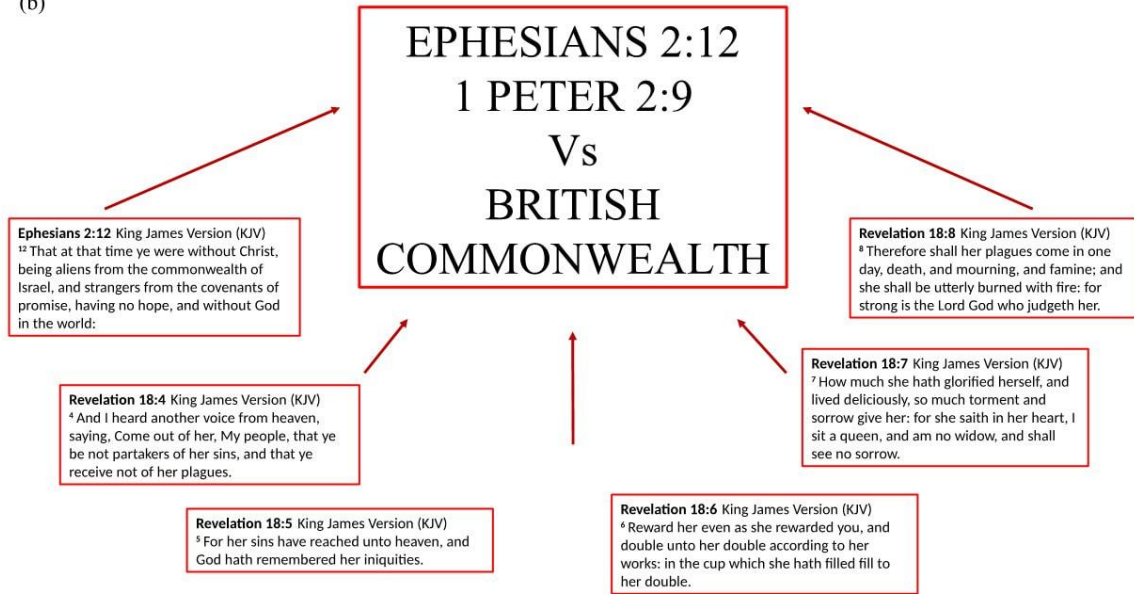 (b)
EPHESIANS 2:12
1 PETER 2:9
Vs
BRITISH
COMMONWEALTH
Ephesians 2:12 King James Version (KJV)
12 That at that time ye were without Christ,
being aliens from the commonwealth of
Israel, and strangers from the covenants of
promise, having no hope, and without God
in the world:
Revelation 18:4 King James Version (KJV)
4 And I heard another voice from heaven,
saying, Come out of her, My people, that ye
be not partakers of her sins, and that ye
receive not of her plagues.
Revelation 18:5 King James Version (KJV)
5 For her sins have reached unto heaven, and
God hath remembered her iniquities.
Revelation 18:6 King James Version (KJV)
6 Reward her even as she rewarded you, and
double unto her double according to her
works: in the cup which she hath filled fill to
her double.
Revelation 18:7 King James Version (KJV)
7 How much she hath glorified herself, and
lived deliciously, so much torment and
sorrow give her: for she saith in her heart, I
sit a queen, and am no widow, and shall
see no sorrow.
Revelation 18:8 King James Version (KJV)
8 Therefore shall her plagues come in one
day, death, and mourning, and famine; and
she shall be utterly burned with fire: for
strong is the Lord God who judgeth her.